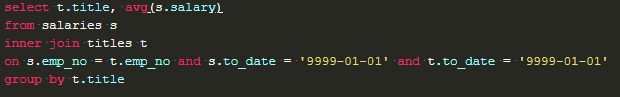 select t.title, avg(s.salary)
from salaries s
inner join titles t
on s.emp_no = t.emp_no and s.to_date = '9999-01-01' and t.to_date = '9999-01-01'
group by t.title